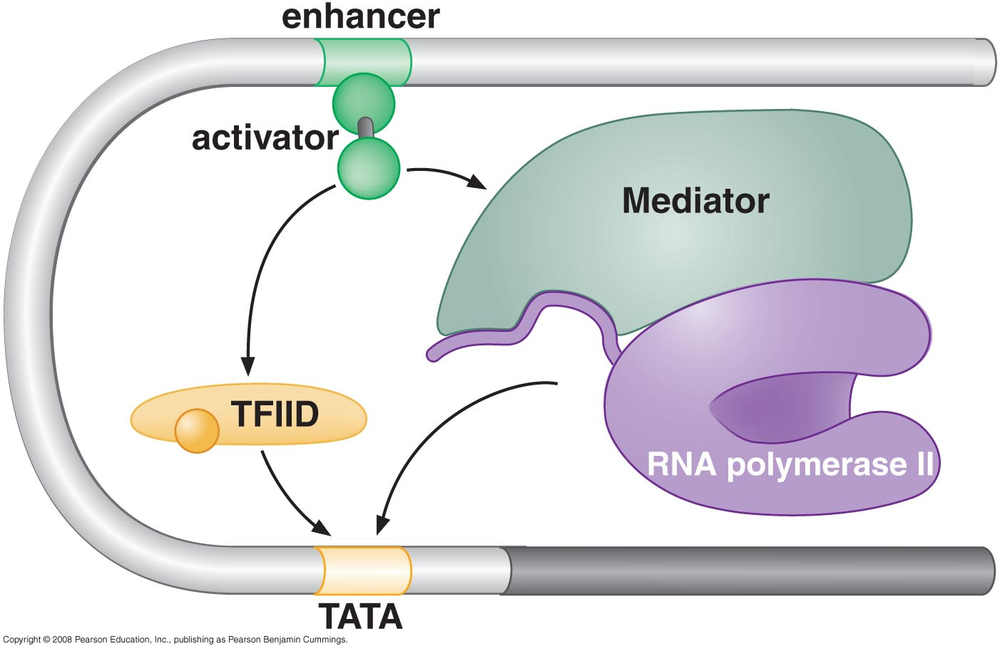 enhancer
activator
Mediator
TFIID
RNA polymerase II
TATA
Copyright © 2008 Pearson Education, Inc., publishing as Pearson Benjamin Cummings.